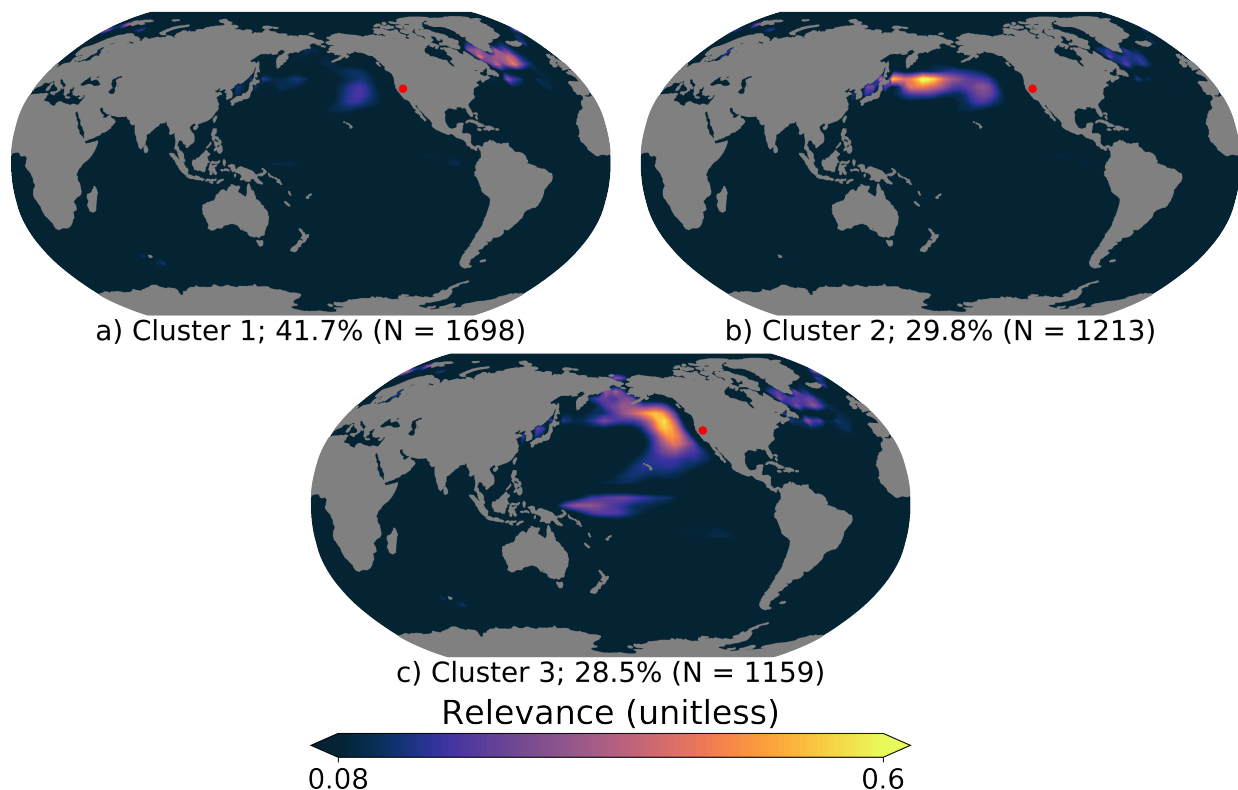 a) Cluster 1; 41.7% (N = 1698)
b) Cluster 2; 29.8% (N = 1213)
c) Cluster 3; 28.5% (N = 1159)
Relevance (unitless)
0.08
0.6